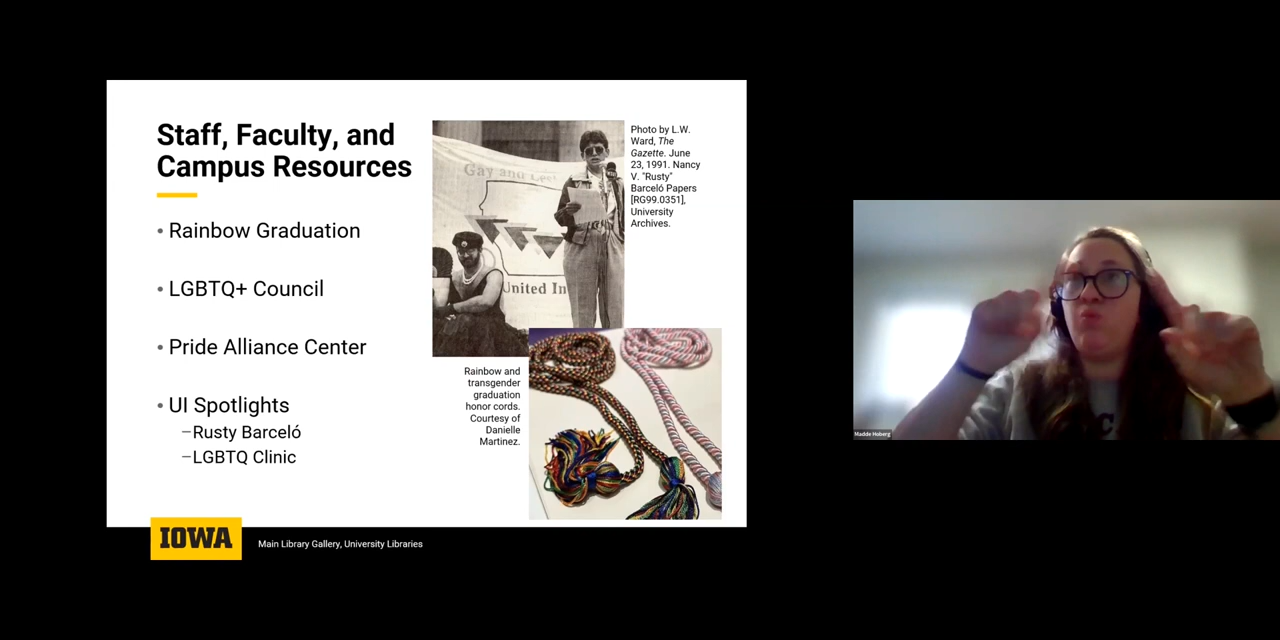 Staff, Faculty, and
Campus Resources
• Rainbow Graduation
• LGBTQ+ Council
• Pride Alliance Center
• UI Spotlights
–Rusty Barceló
–LGBTQ Clinic
Gay and
United In
Photo by L.W.
Ward, The
Gazette. June
23, 1991. Nancy
V. "Rusty"
Barceló Papers
[RG99.0351],
University
Archives.
Rainbow and
transgender
graduation
honor cords.
Courtesy of
Danielle
Martinez.
IOWA
Main Library Gallery, University Libraries
Madde Hoberg